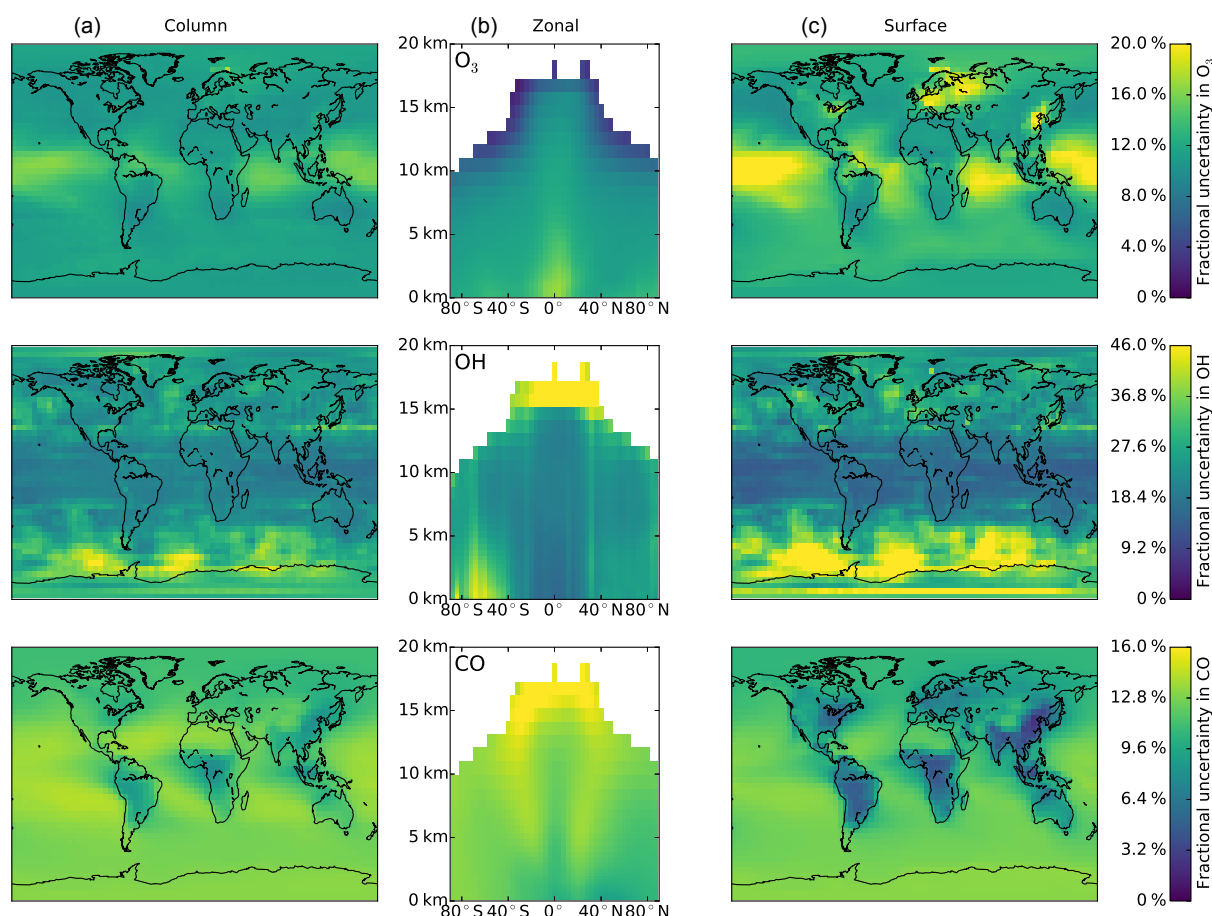 (a) Column (b) Zonal (c) Surface
20 km
15 km
10 km
5 km
0 km
O₃
80°S 40°S 0° 40°N 80°N
20.0 %
16.0 %
12.0 %
8.0 %
4.0 %
0 %
Fractional uncertainty in O₃
20 km
15 km
10 km
5 km
0 km
OH
80°S 40°S 0° 40°N 80°N
46.0 %
36.8 %
27.6 %
18.4 %
9.2 %
0 %
Fractional uncertainty in OH
20 km
15 km
10 km
5 km
0 km
CO
80°S 40°S 0° 40°N 80°N
16.0 %
12.8 %
9.6 %
6.4 %
3.2 %
0 %
Fractional uncertainty in CO